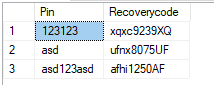 Pin Recoverycode
1 123123 xqxc9239XQ
2 asd ufnx8075UF
3 asd123asd afhi1250AF